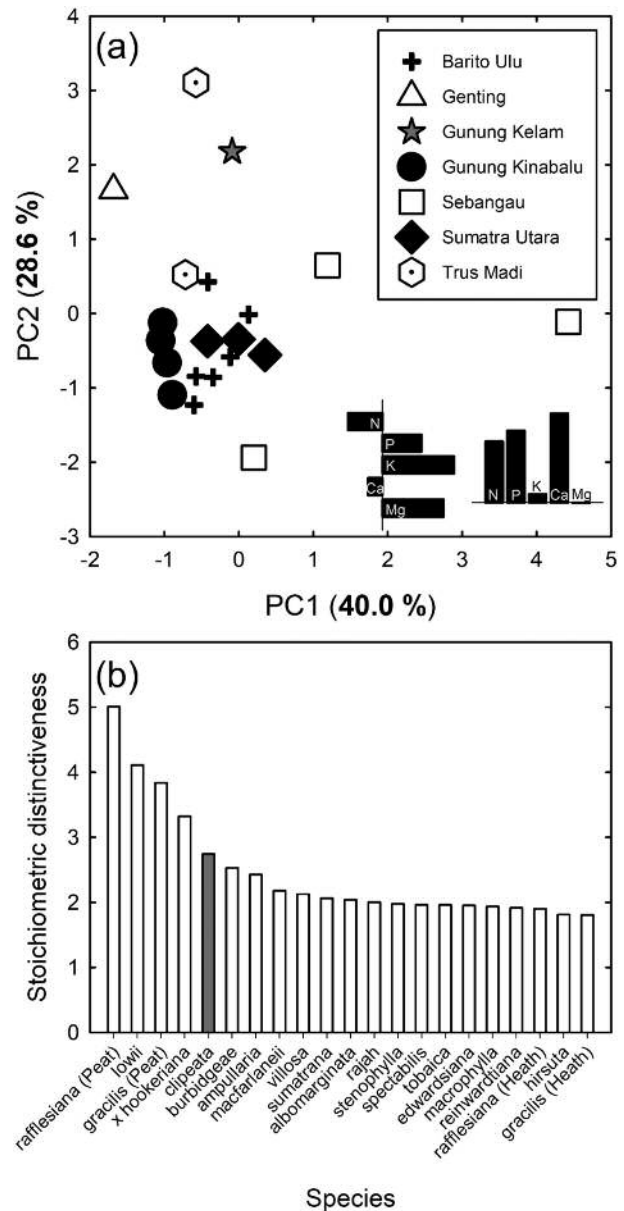 (a)
4
3
2
1
0
-1
-2
-3
PC2 (28.6 %)
Barito Ulu
Genting
Gunung Kelam
Gunung Kinabalu
Sebangau
Sumatra Utara
Trus Madi
N
P
K
Ca
Mg
N P K Ca Mg
-2 -1 0 1 2 3 4 5
PC1 (40.0 %)
(b)
6
5
4
3
2
1
0
Stoichiometric distinctiveness
rafflesiana (Peat)
lowii
gracilis (Peat)
x hookeriana
clipeata
burbidgeae
ampullaria
macfarlaneii
villosa
sumatrana
albomarginata
rajah
stenophylla
spectabilis
tobaica
edwardsiana
macrophylla
reinwardtiana
rafflesiana (Heath)
hirsuta
gracilis (Heath)
Species